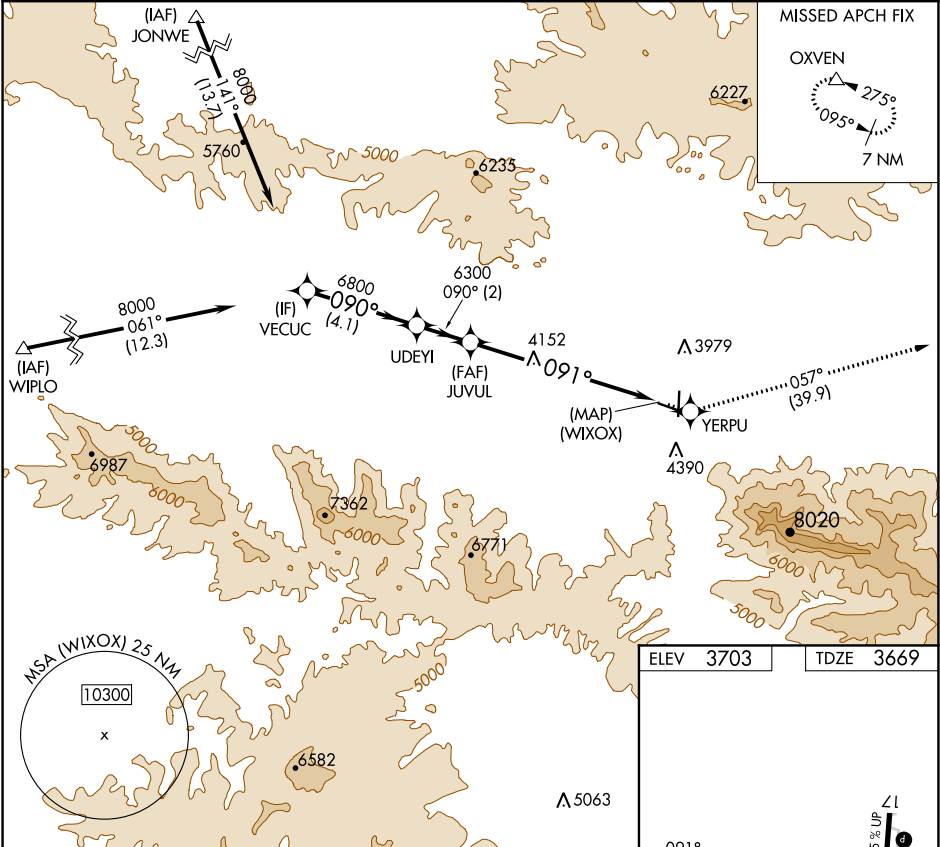 (IAF)
JONWE
8000
141°
(13.7)
5760
5000
6235
6227
MISSED APCH FIX
OXVEN
275°
095°
7 NM
8000
061°
(12.3)
(IAF)
WIPLO
(IF)
VECUC
6800
090°
(4.1)
6300
090° (2)
UDEYI
(FAF)
JUVUL
4152
091°
3979
(MAP)
(WIXOX)
YERPU
057°
(39.9)
4390
5000
6987
6000
7362
6000
6771
8020
6000
5000
MSA (WIXOX) 25 NM
10300
x
5000
6582
5063
ELEV 3703
TDZE 3669
17
5 % UP
P
091°